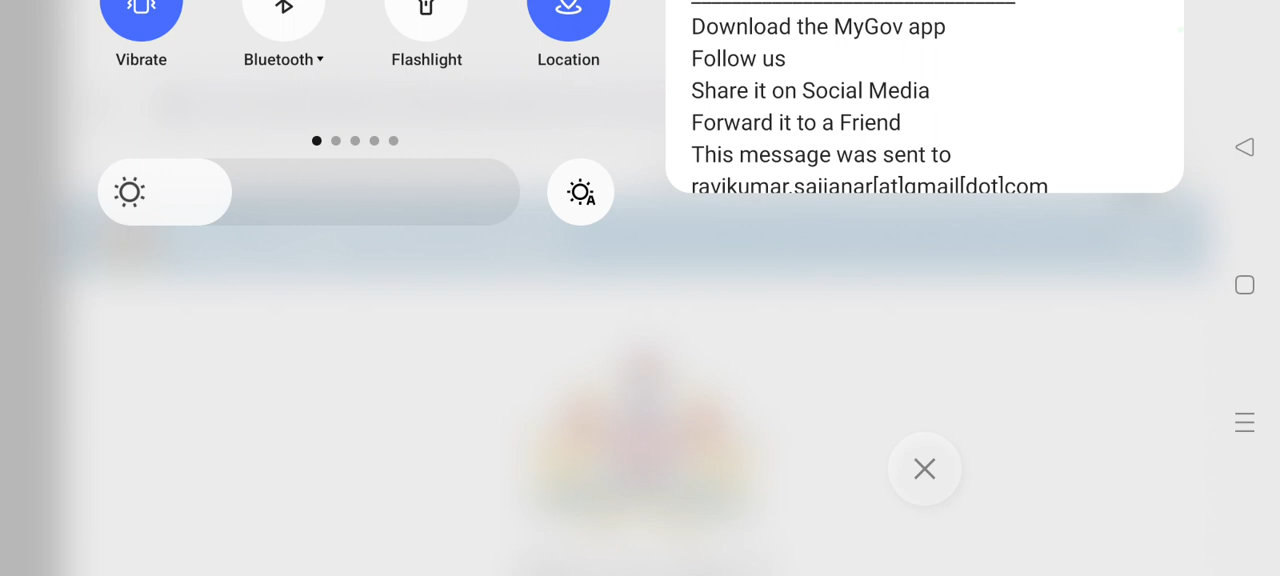 Vibrate
Bluetooth
Flashlight
Location
Download the MyGov app
Follow us
Share it on Social Media
Forward it to a Friend
This message was sent to
ravikumar.sajjanar[at]gmail[dot]com
A